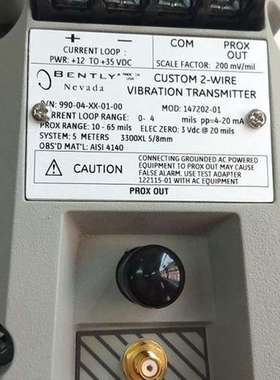 + −
COM PROX OUT
CURRENT LOOP
PWR: +12 TO +35 VDC
SCALE FACTOR: 200 mV/mil
BENTLY
Nevada
CUSTOM 2-WIRE
VIBRATION TRANSMITTER
P/N: 990-04-XX-01-00 MOD: 147202-01
CURRENT LOOP RANGE: 0- 4 mils pp=4-20 mA
PROX RANGE: 10 - 65 mils ELEC ZERO: 3 Vdc @ 20 mils
SYSTEM: 5 METERS 3300XL 5/8mm
OBS'D MAT'L: AISI 4140
CAUTION
CONNECTING GROUNDED AC POWERED
EQUIPMENT TO PROX OUT MAY CAUSE
FALSE ALARM. USE TEST ADAPTER
122115-01 WITH AC EQUIPMENT
PROX OUT